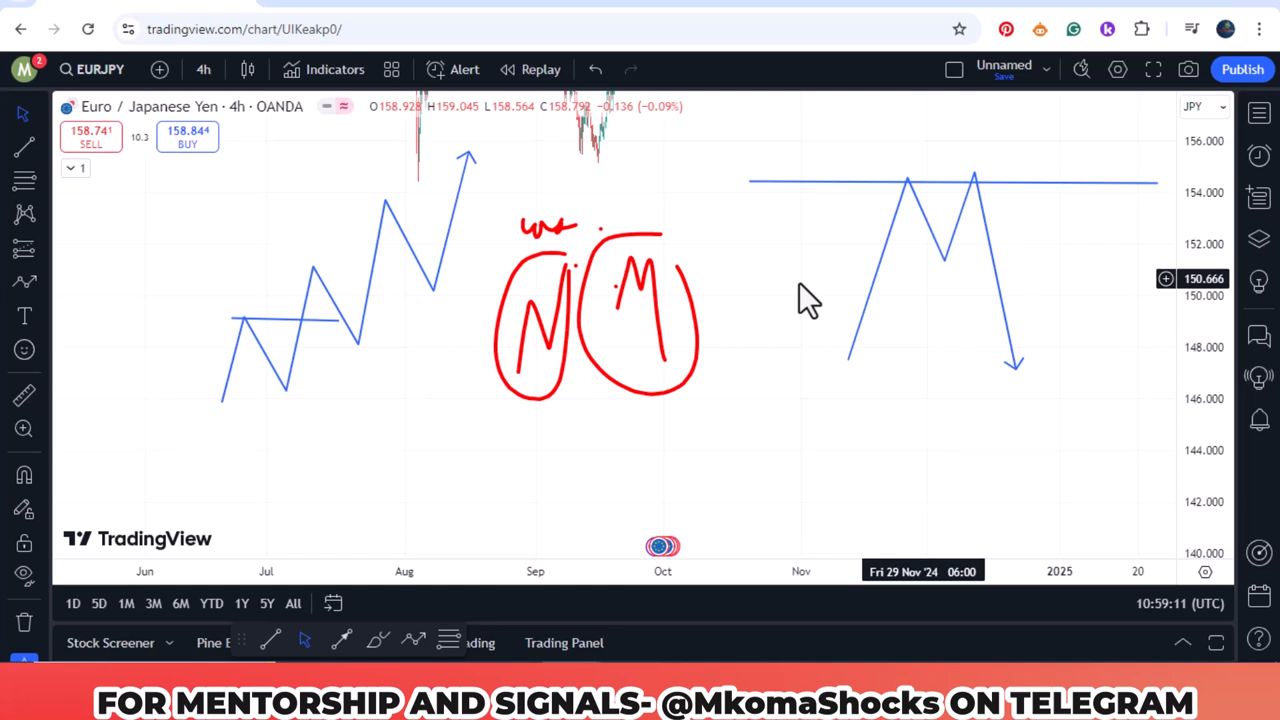 tradingview.com/chart/UIKeakp0/
M 2 EURJPY 4h Indicators Alert Replay Unnamed Save Publish
Euro / Japanese Yen · 4h · OANDA O158.928 H159.045 L158.564 C158.792 −0.136 (−0.09%) JPY
158.741 SELL 10.3 158.844 BUY
1
156.000
154.000
152.000
150.666
150.000
148.000
146.000
144.000
142.000
140.000
N M
TradingView
Jun Jul Aug Sep Oct Nov Fri 29 Nov '24 06:00 2025 20
1D 5D 1M 3M 6M YTD 1Y 5Y All 10:59:11 (UTC)
Stock Screener Pine E ading Trading Panel
FOR MENTORSHIP AND SIGNALS- @MkomaShocks ON TELEGRAM